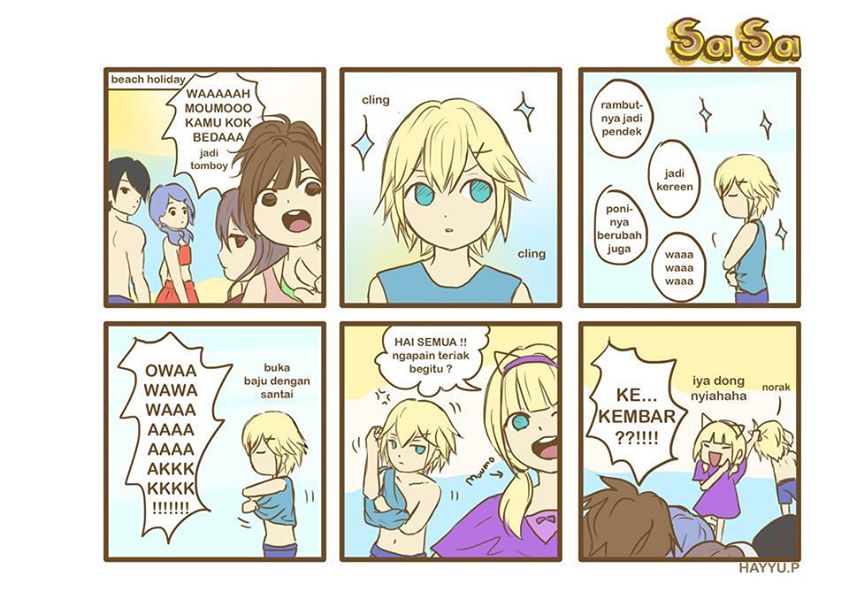 SaSa
beach holiday
WAAAAAH
MOUMOOO
KAMU KOK
BEDAAA
jadi
tomboy
cling
cling
rambut-
nya jadi
pendek
jadi
kereen
poni-
nya
berubah
juga
waaa
waaa
waaa
OWAA
WAWA
WAAA
AAAA
AAAA
AKKK
KKKK
!!!!!!!
buka
baju dengan
santai
HAI SEMUA !!
ngapain teriak
begitu ?
Moumo
KE...
KEMBAR
??!!!!
iya dong
nyiahaha
norak
HAYYU.P